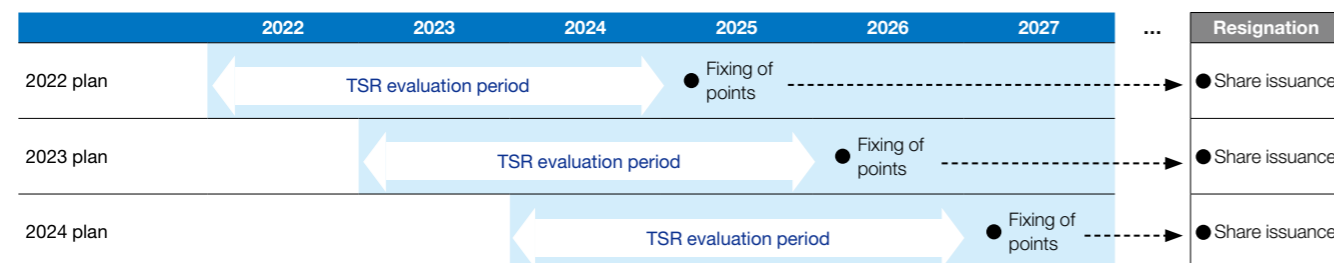 2022 2023 2024 2025 2026 2027 ... Resignation
2022 plan
TSR evaluation period
Fixing of
points
Share issuance
2023 plan
TSR evaluation period
Fixing of
points
Share issuance
2024 plan
TSR evaluation period
Fixing of
points
Share issuance